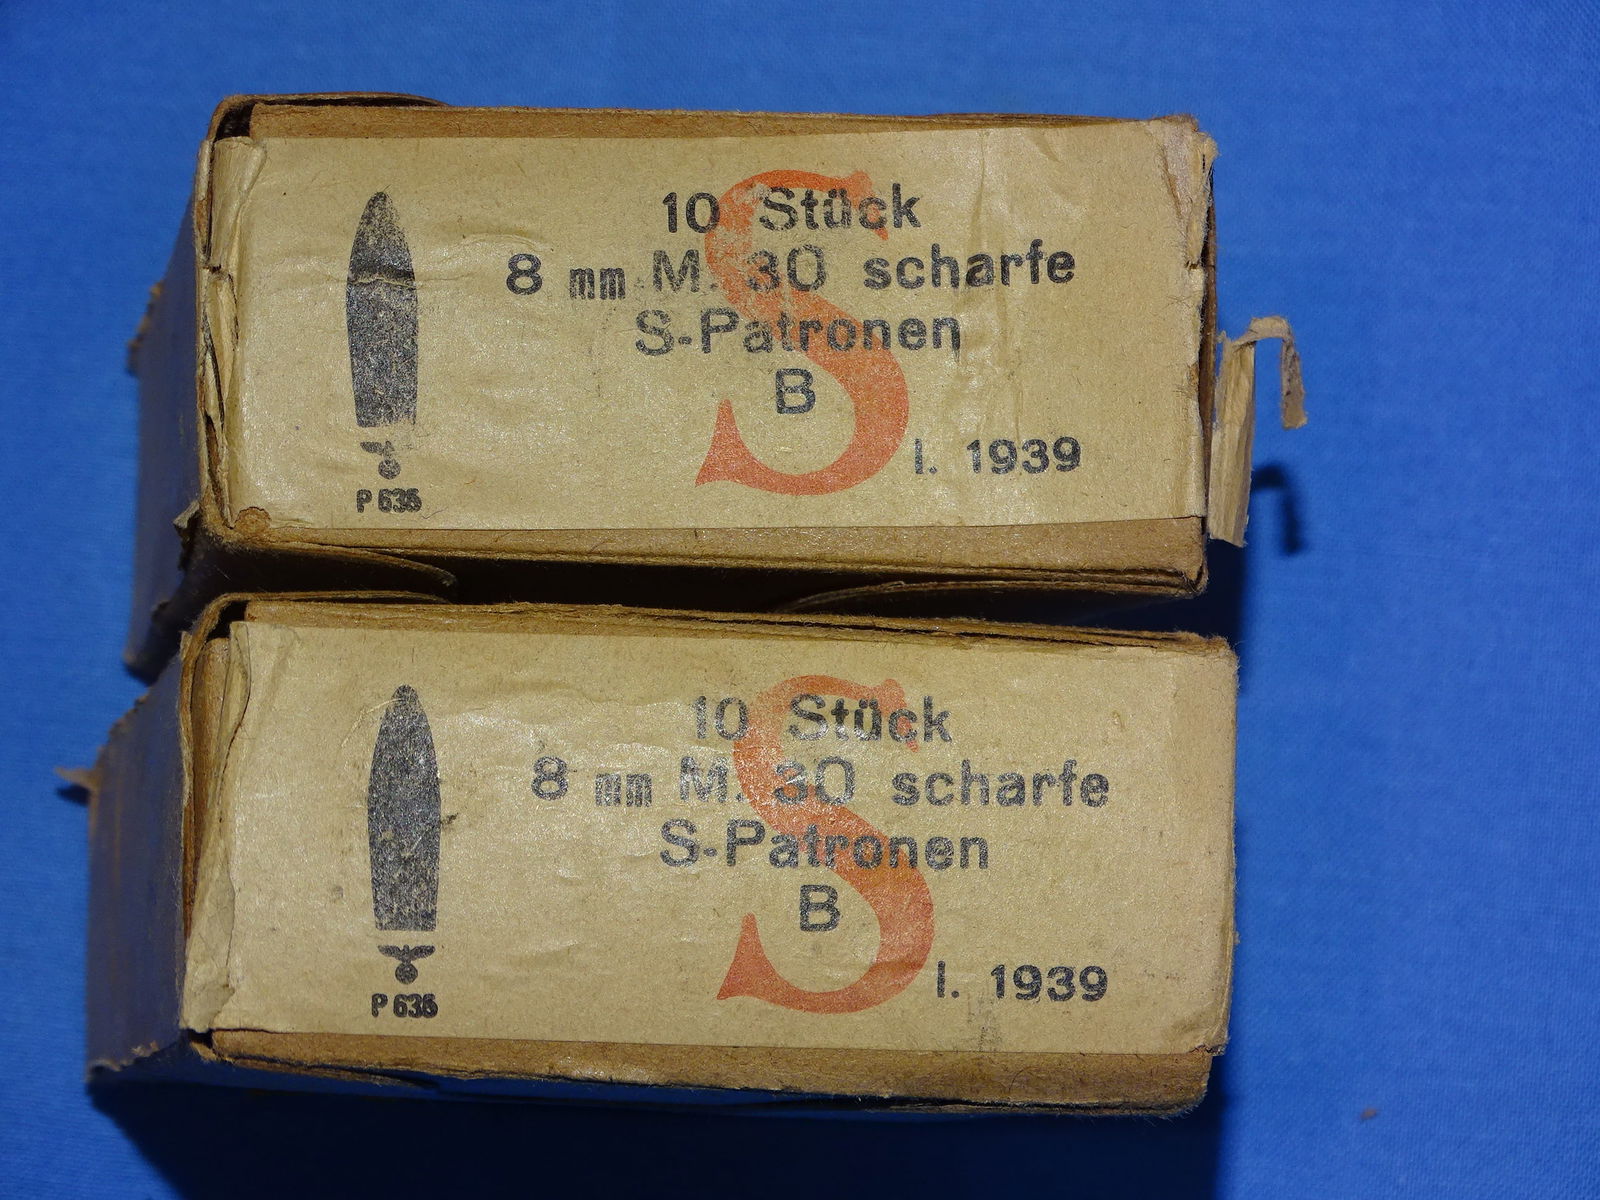 10 Stück
8 mm M. 30 scharfe
S-Patronen
B
I. 1939
S
P 635
10 Stück
8 mm M. 30 scharfe
S-Patronen
B
I. 1939
S
P 635